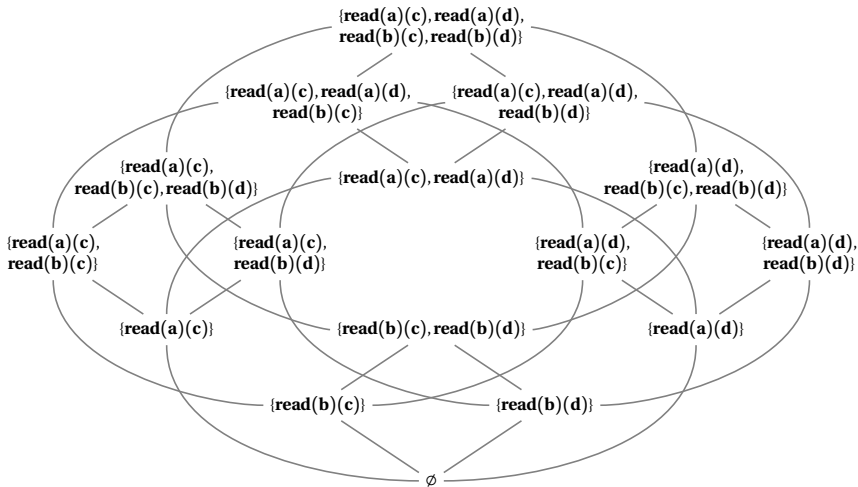 {read(a)(c), read(a)(d),
read(b)(c), read(b)(d)}
{read(a)(c), read(a)(d),
read(b)(c)}
{read(a)(c), read(a)(d),
read(b)(d)}
{read(a)(c),
read(b)(c), read(b)(d)}
{read(a)(c), read(a)(d)}
{read(a)(d),
read(b)(c), read(b)(d)}
{read(a)(c),
read(b)(c)}
{read(a)(c),
read(b)(d)}
{read(a)(d),
read(b)(c)}
{read(a)(d),
read(b)(d)}
{read(a)(c)}
{read(b)(c), read(b)(d)}
{read(a)(d)}
{read(b)(c)}
{read(b)(d)}
∅